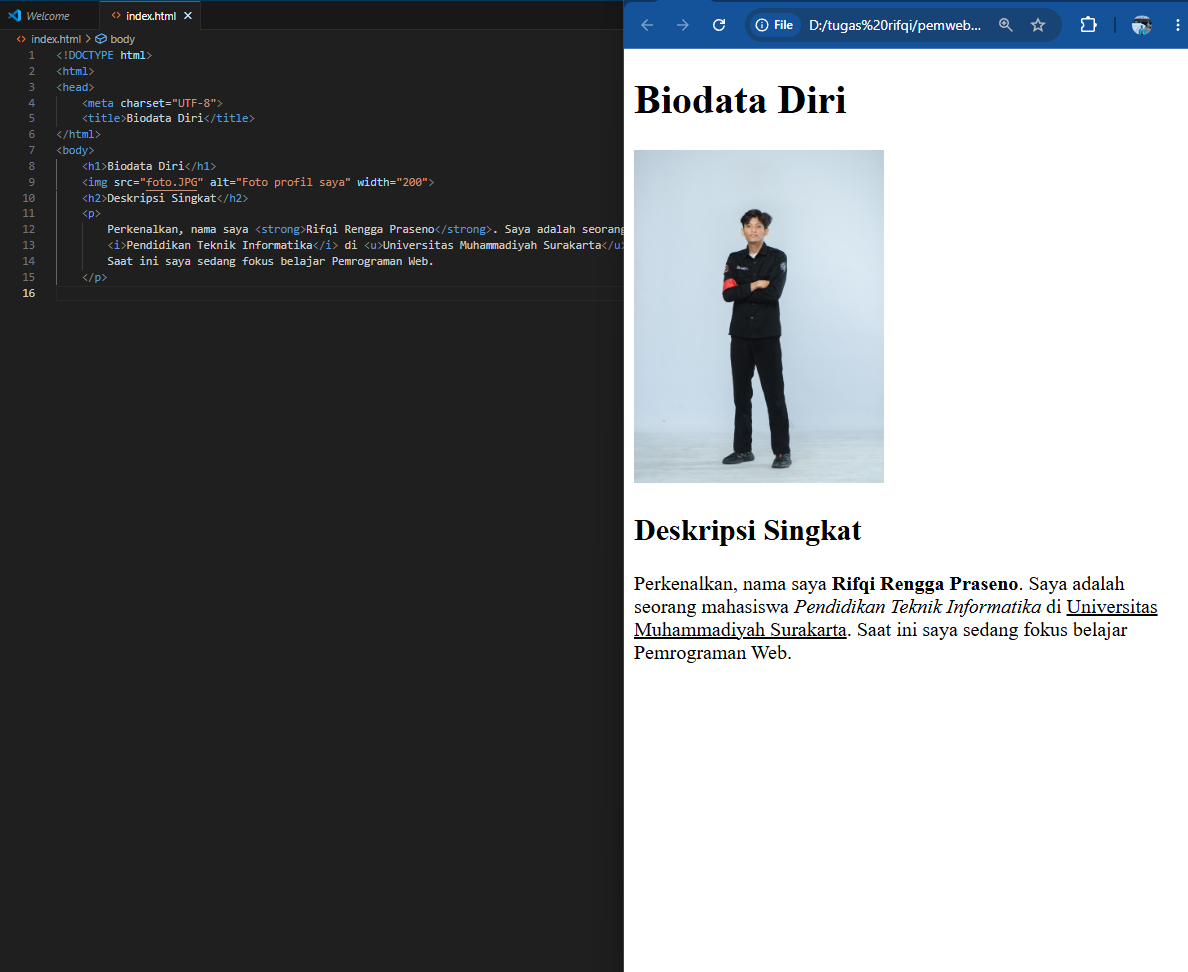 Welcome
index.html
index.html > body
1 <!DOCTYPE html>
2 <html>
3 <head>
4 <meta charset="UTF-8">
5 <title>Biodata Diri</title>
6 </html>
7 <body>
8 <h1>Biodata Diri</h1>
9 <img src="foto.JPG" alt="Foto profil saya" width="200">
10 <h2>Deskripsi Singkat</h2>
11 <p>
12 Perkenalkan, nama saya <strong>Rifqi Rengga Praseno</strong>. Saya adalah seorang
13 <i>Pendidikan Teknik Informatika</i> di <u>Universitas Muhammadiyah Surakarta</u
14 Saat ini saya sedang fokus belajar Pemrograman Web.
15 </p>
16
File D:/tugas%20rifqi/pemweb...
Biodata Diri
Deskripsi Singkat
Perkenalkan, nama saya Rifqi Rengga Praseno. Saya adalah
seorang mahasiswa Pendidikan Teknik Informatika di Universitas
Muhammadiyah Surakarta. Saat ini saya sedang fokus belajar
Pemrograman Web.